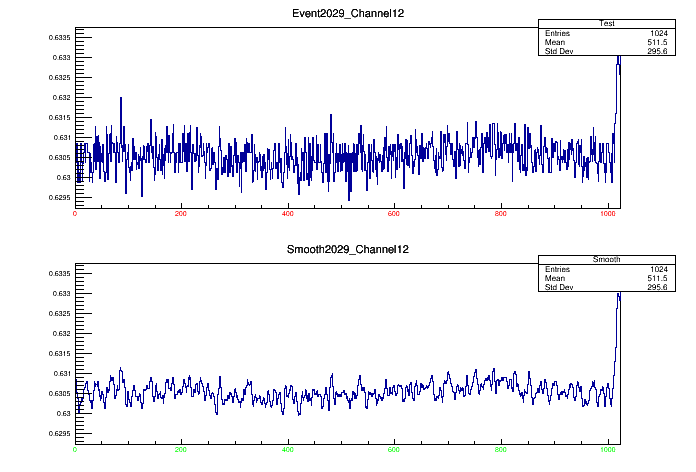 Event2029_Channel12
Test
Entries 1024
Mean 511.5
Std Dev 295.6
0.6335
0.633
0.6325
0.632
0.6315
0.631
0.6305
0.63
0.6295
0 200 400 600 800 1000
Smooth2029_Channel12
Smooth
Entries 1024
Mean 511.5
Std Dev 295.6
0.6335
0.633
0.6325
0.632
0.6315
0.631
0.6305
0.63
0.6295
0 200 400 600 800 1000